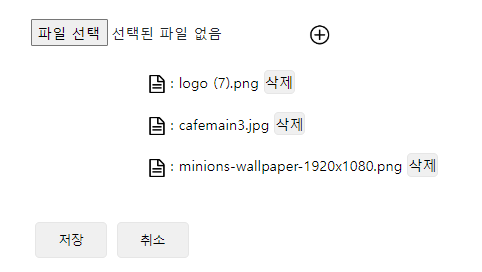 파일 선택 선택된 파일 없음
: logo (7).png 삭제
: cafemain3.jpg 삭제
: minions-wallpaper-1920x1080.png 삭제
저장 취소